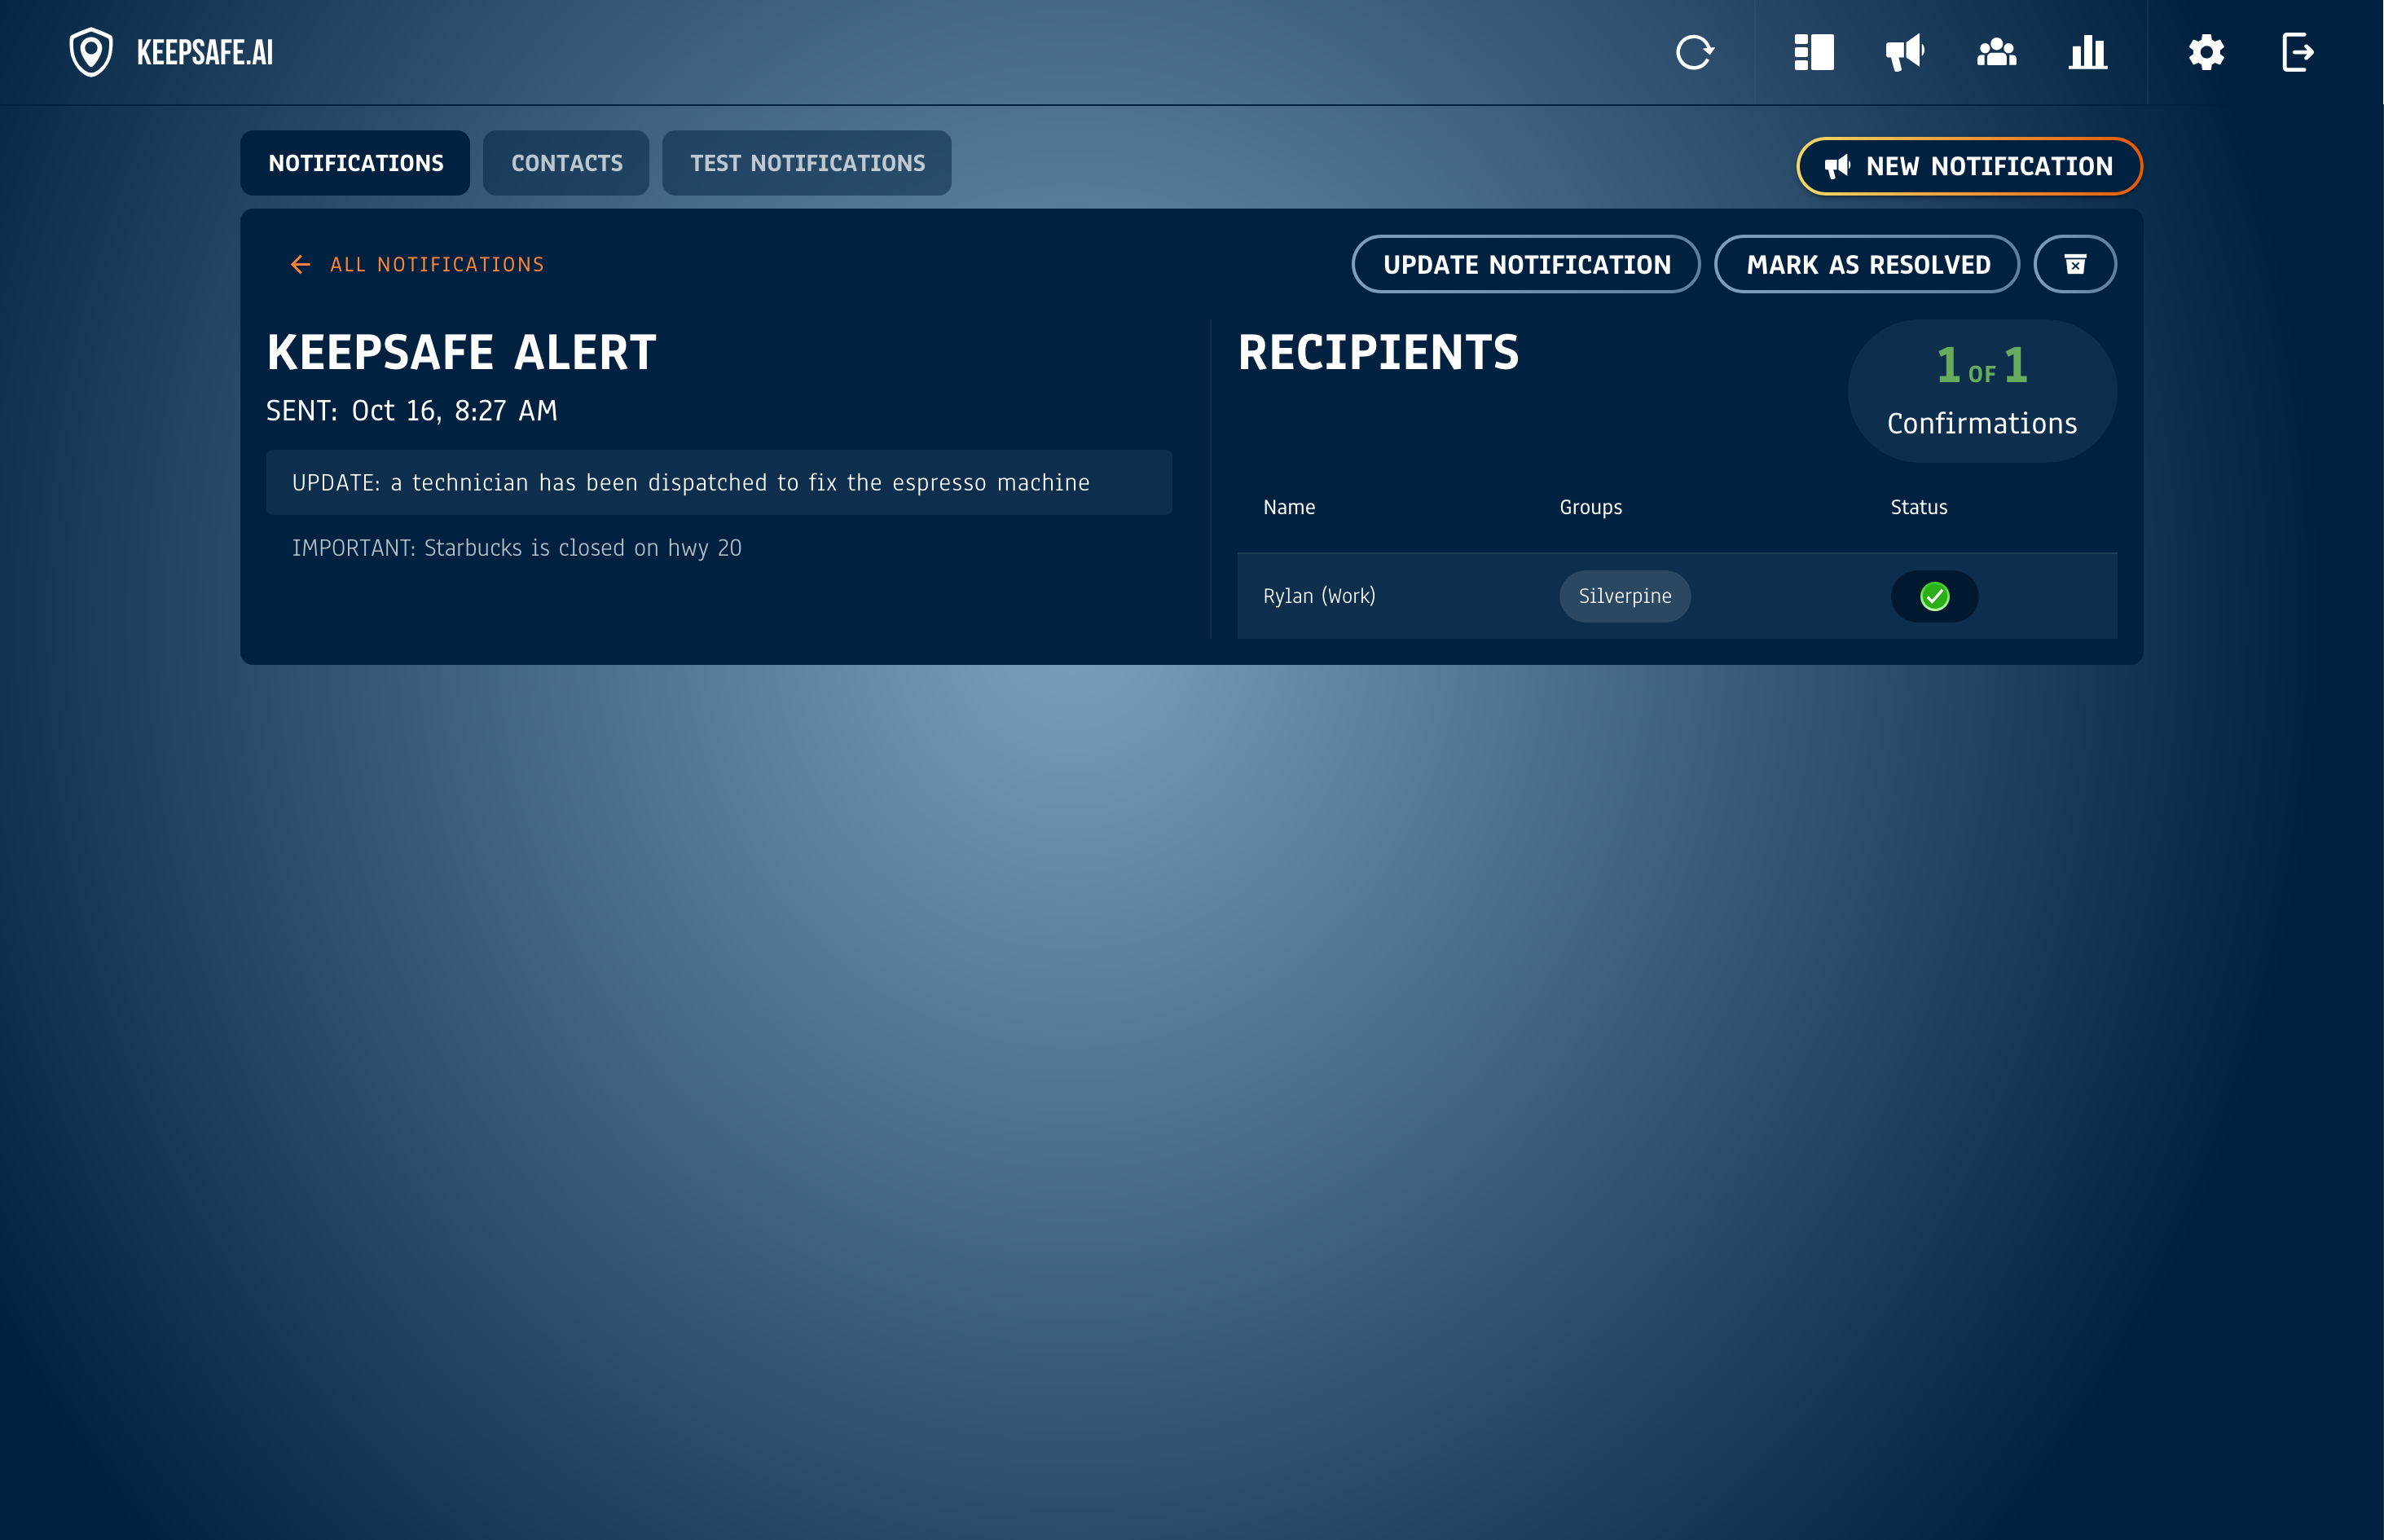 KEEPSAFE.AI
NOTIFICATIONS
CONTACTS
TEST NOTIFICATIONS
NEW NOTIFICATION
ALL NOTIFICATIONS
UPDATE NOTIFICATION
MARK AS RESOLVED
KEEPSAFE ALERT
SENT: Oct 16, 8:27 AM
UPDATE: a technician has been dispatched to fix the espresso machine
IMPORTANT: Starbucks is closed on hwy 20
RECIPIENTS
1 OF 1
Confirmations
Name Groups Status
Rylan (Work) Silverpine